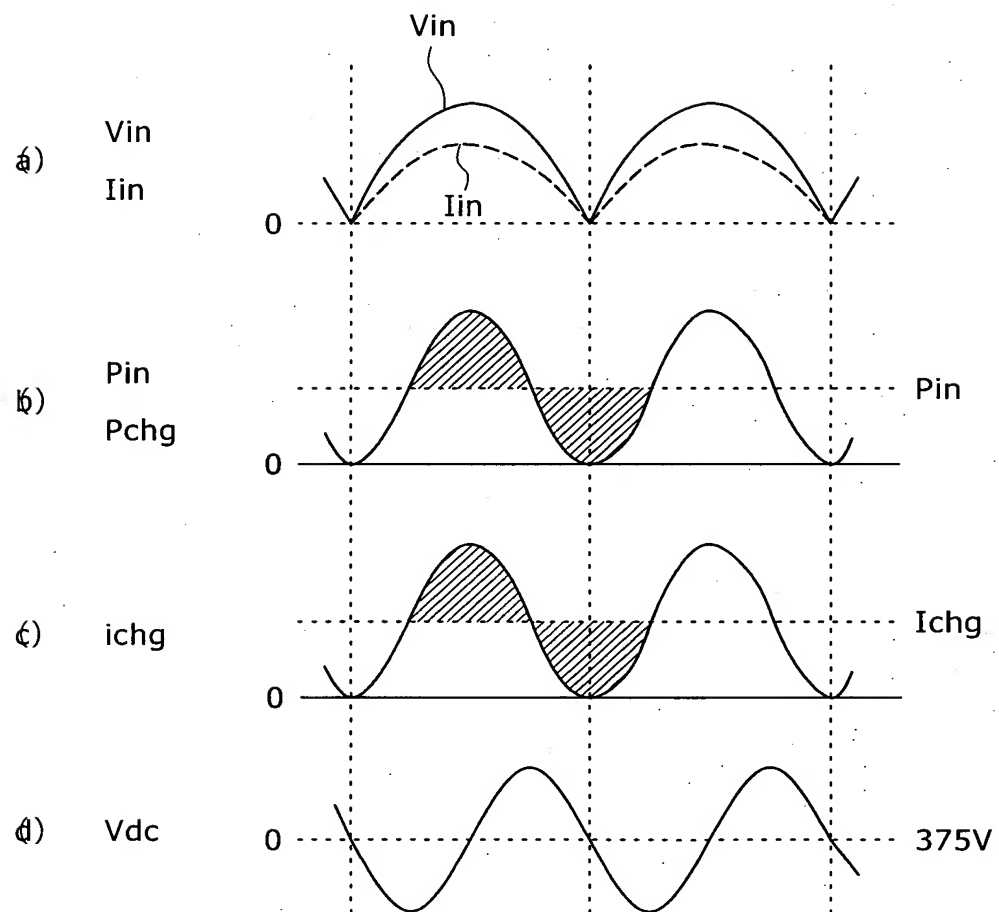 Vin
a) Vin
Iin
Iin
0
b) Pin
Pchg
0
Pin
c) ichg
0
Ichg
d) Vdc
0
375V